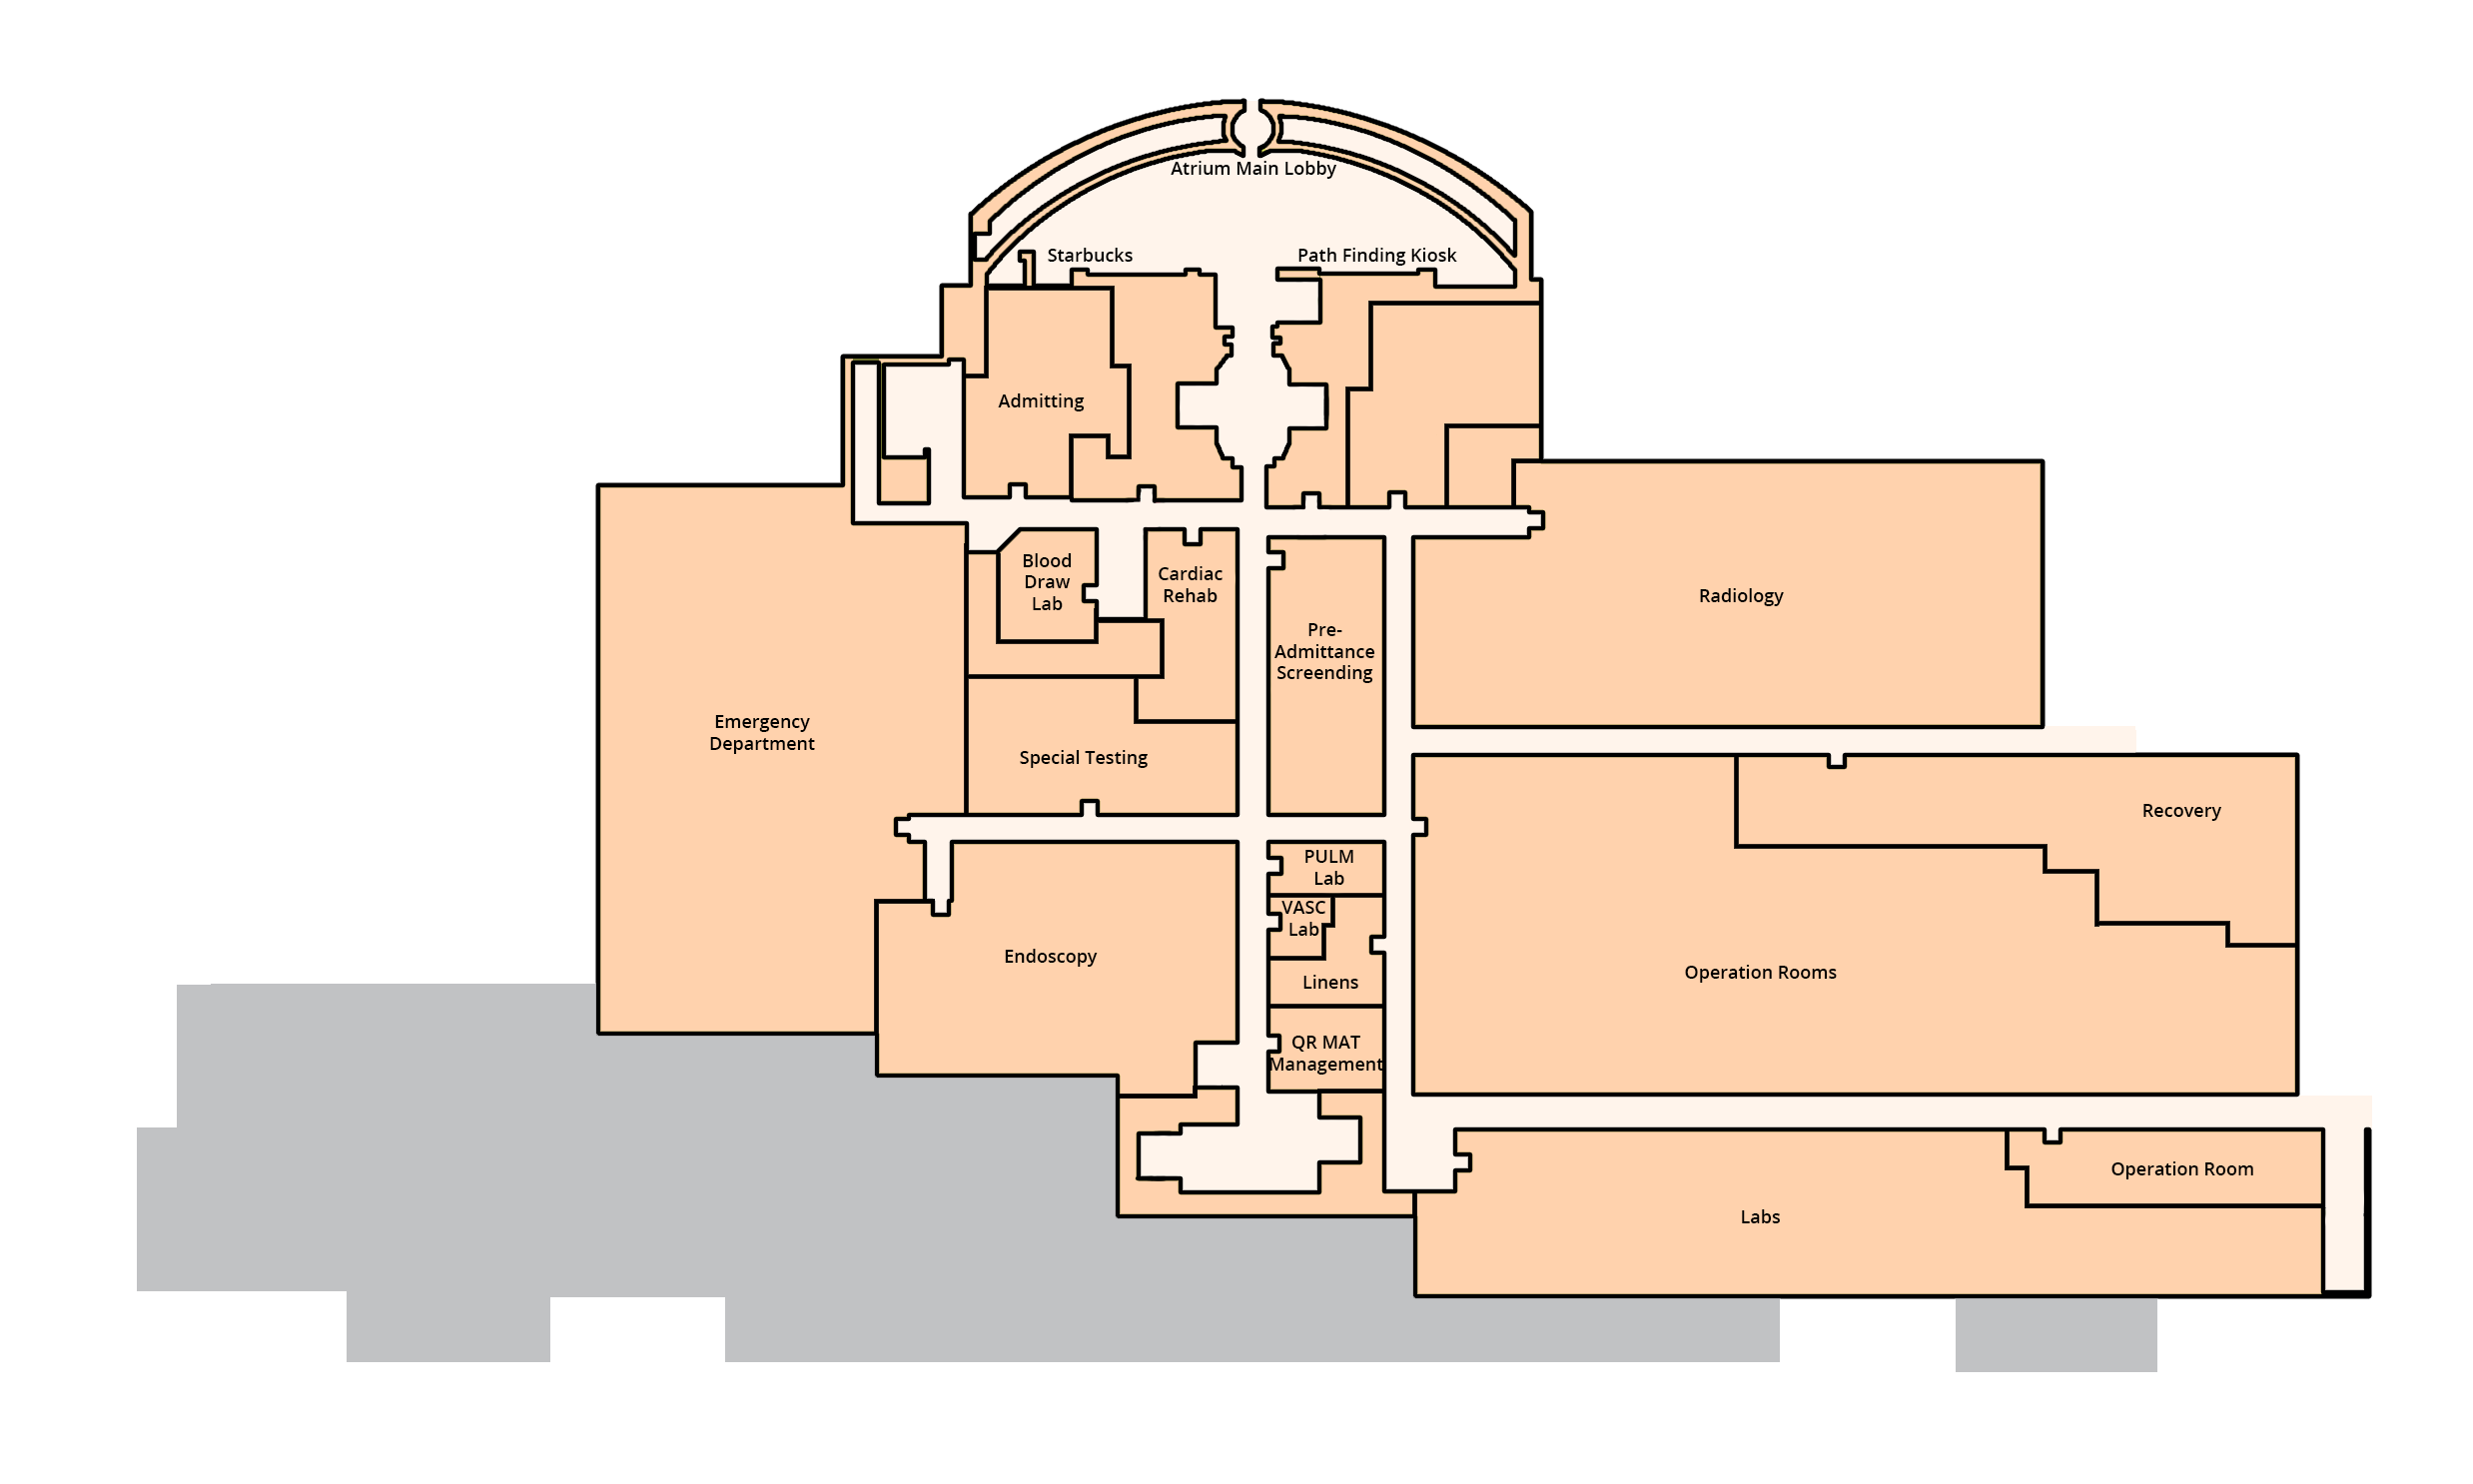 Atrium Main Lobby
Starbucks
Path Finding Kiosk
Admitting
Blood
Draw
Lab
Cardiac
Rehab
Pre-
Admittance
Screending
Radiology
Emergency
Department
Special Testing
Recovery
PULM
Lab
VASC
Lab
Endoscopy
Linens
Operation Rooms
QR MAT
Management
Operation Room
Labs